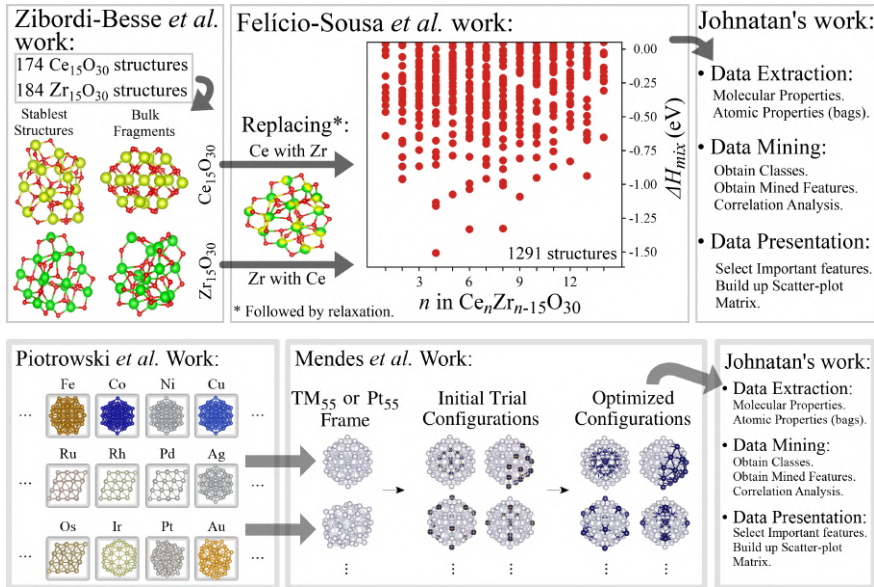 Zibordi-Besse et al.
work:
174 Ce15O30 structures
184 Zr15O30 structures
Stablest
Structures
Bulk
Fragments
Ce15O30
Zr15O30
Felício-Sousa et al. work:
Replacing*:
Ce with Zr
Zr with Ce
* Followed by relaxation.
0.00
-0.25
-0.50
-0.75
-1.00
-1.25
-1.50
ΔHmix (eV)
1291 structures
3 6 9 12
n in CenZrn-15O30
Johnatan's work:
• Data Extraction:
Molecular Properties.
Atomic Properties (bags).
• Data Mining:
Obtain Classes.
Obtain Mined Features.
Correlation Analysis.
• Data Presentation:
Select Important features.
Build up Scatter-plot
Matrix.
Piotrowski et al. Work:
Fe Co Ni Cu
... ...
Ru Rh Pd Ag
... ...
Os Ir Pt Au
... ...
Mendes et al. Work:
TM55 or Pt55
Frame
Initial Trial
Configurations
Optimized
Configurations
⋮ ⋮ ⋮
Johnatan's work:
• Data Extraction:
Molecular Properties.
Atomic Properties (bags).
• Data Mining:
Obtain Classes.
Obtain Mined Features.
Correlation Analysis.
• Data Presentation:
Select Important features.
Build up Scatter-plot
Matrix.